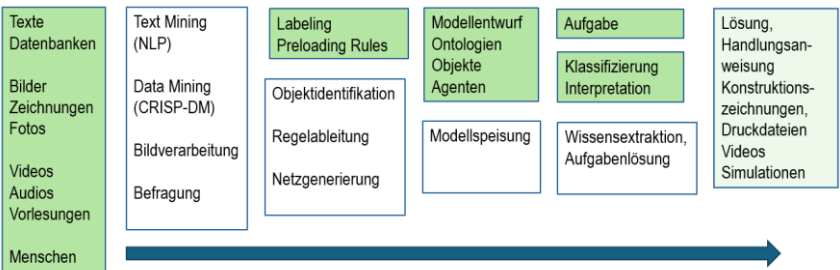 Texte
Datenbanken
Bilder
Zeichnungen
Fotos
Videos
Audios
Vorlesungen
Menschen
Text Mining
(NLP)
Data Mining
(CRISP-DM)
Bildverarbeitung
Befragung
Labeling
Preloading Rules
Objektidentifikation
Regelableitung
Netzgenerierung
Modellentwurf
Ontologien
Objekte
Agenten
Modellspeisung
Aufgabe
Klassifizierung
Interpretation
Wissensextraktion,
Aufgabenlösung
Lösung,
Handlungsan-
weisung
Konstruktions-
zeichnungen,
Druckdateien
Videos
Simulationen